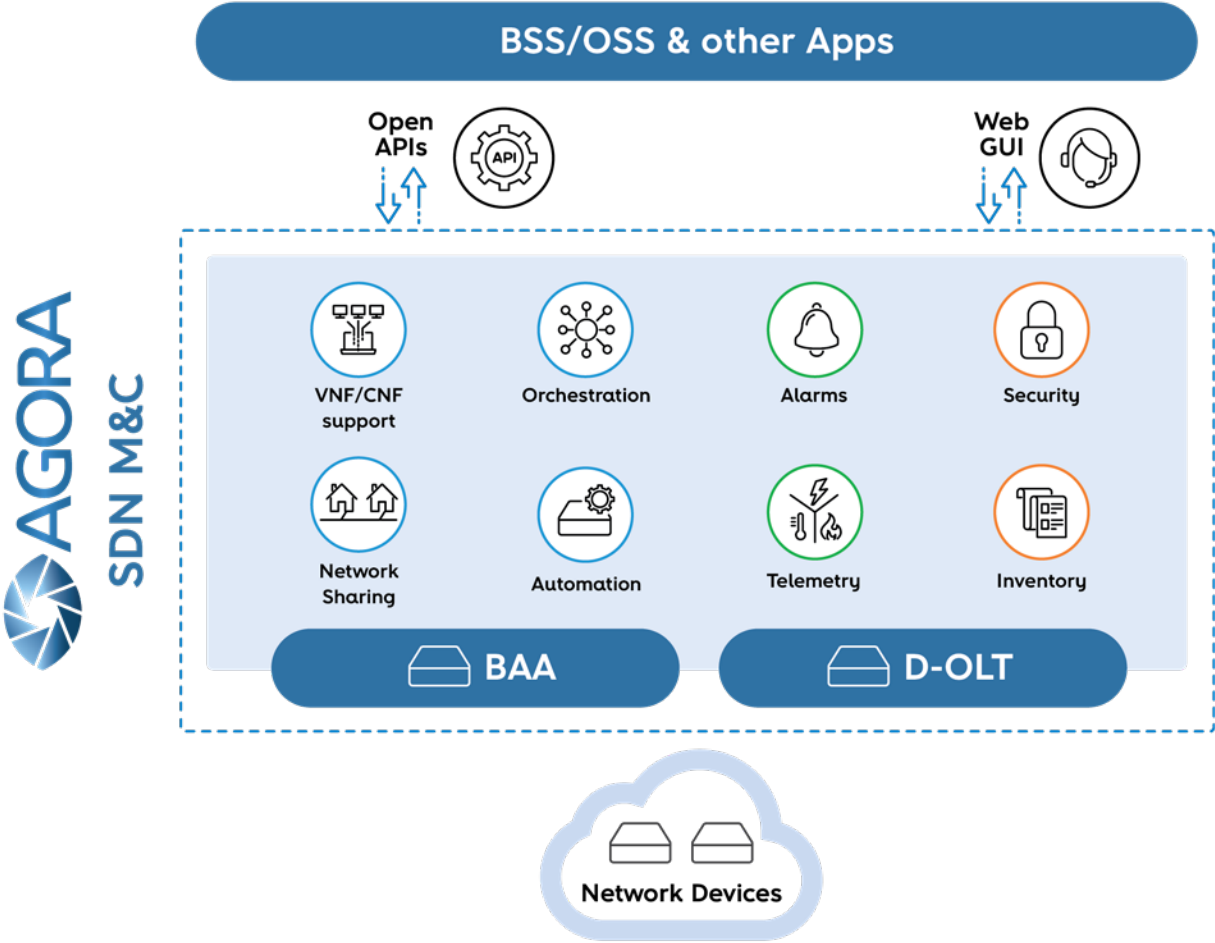 BSS/OSS & other Apps
Open
APIs
API
Web
GUI
AGORA
SDN M&C
VNF/CNF
support
Orchestration
Alarms
Security
Network
Sharing
Automation
Telemetry
Inventory
BAA
D-OLT
Network Devices